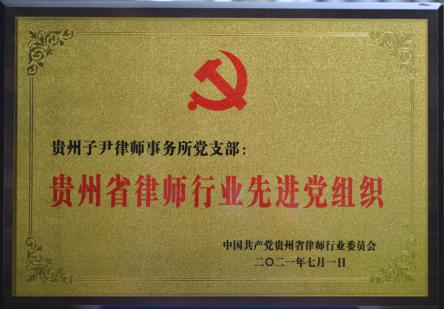 贵州子尹律师事务所党支部：
贵州省律师行业先进党组织
中国共产党贵州省律师行业委员会
二〇二一年七月一日